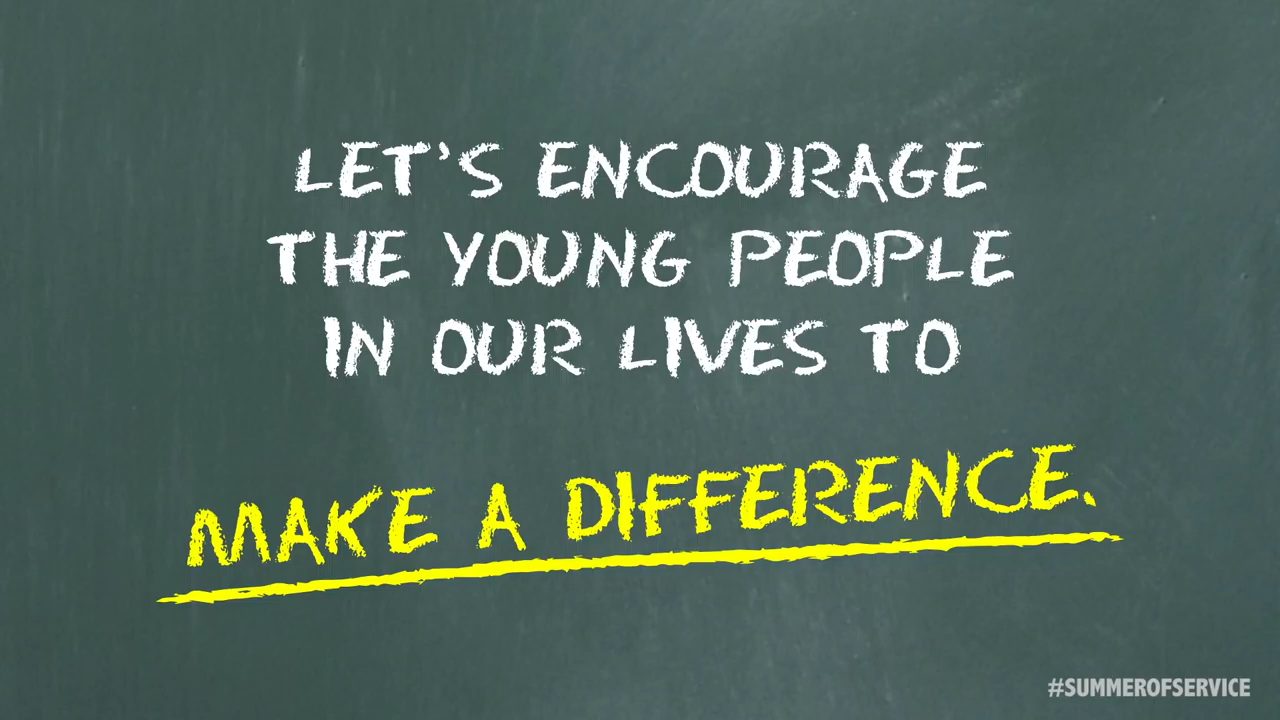 LET'S ENCOURAGE
THE YOUNG PEOPLE
IN OUR LIVES TO
MAKE A DIFFERENCE.
#SUMMEROFSERVICE